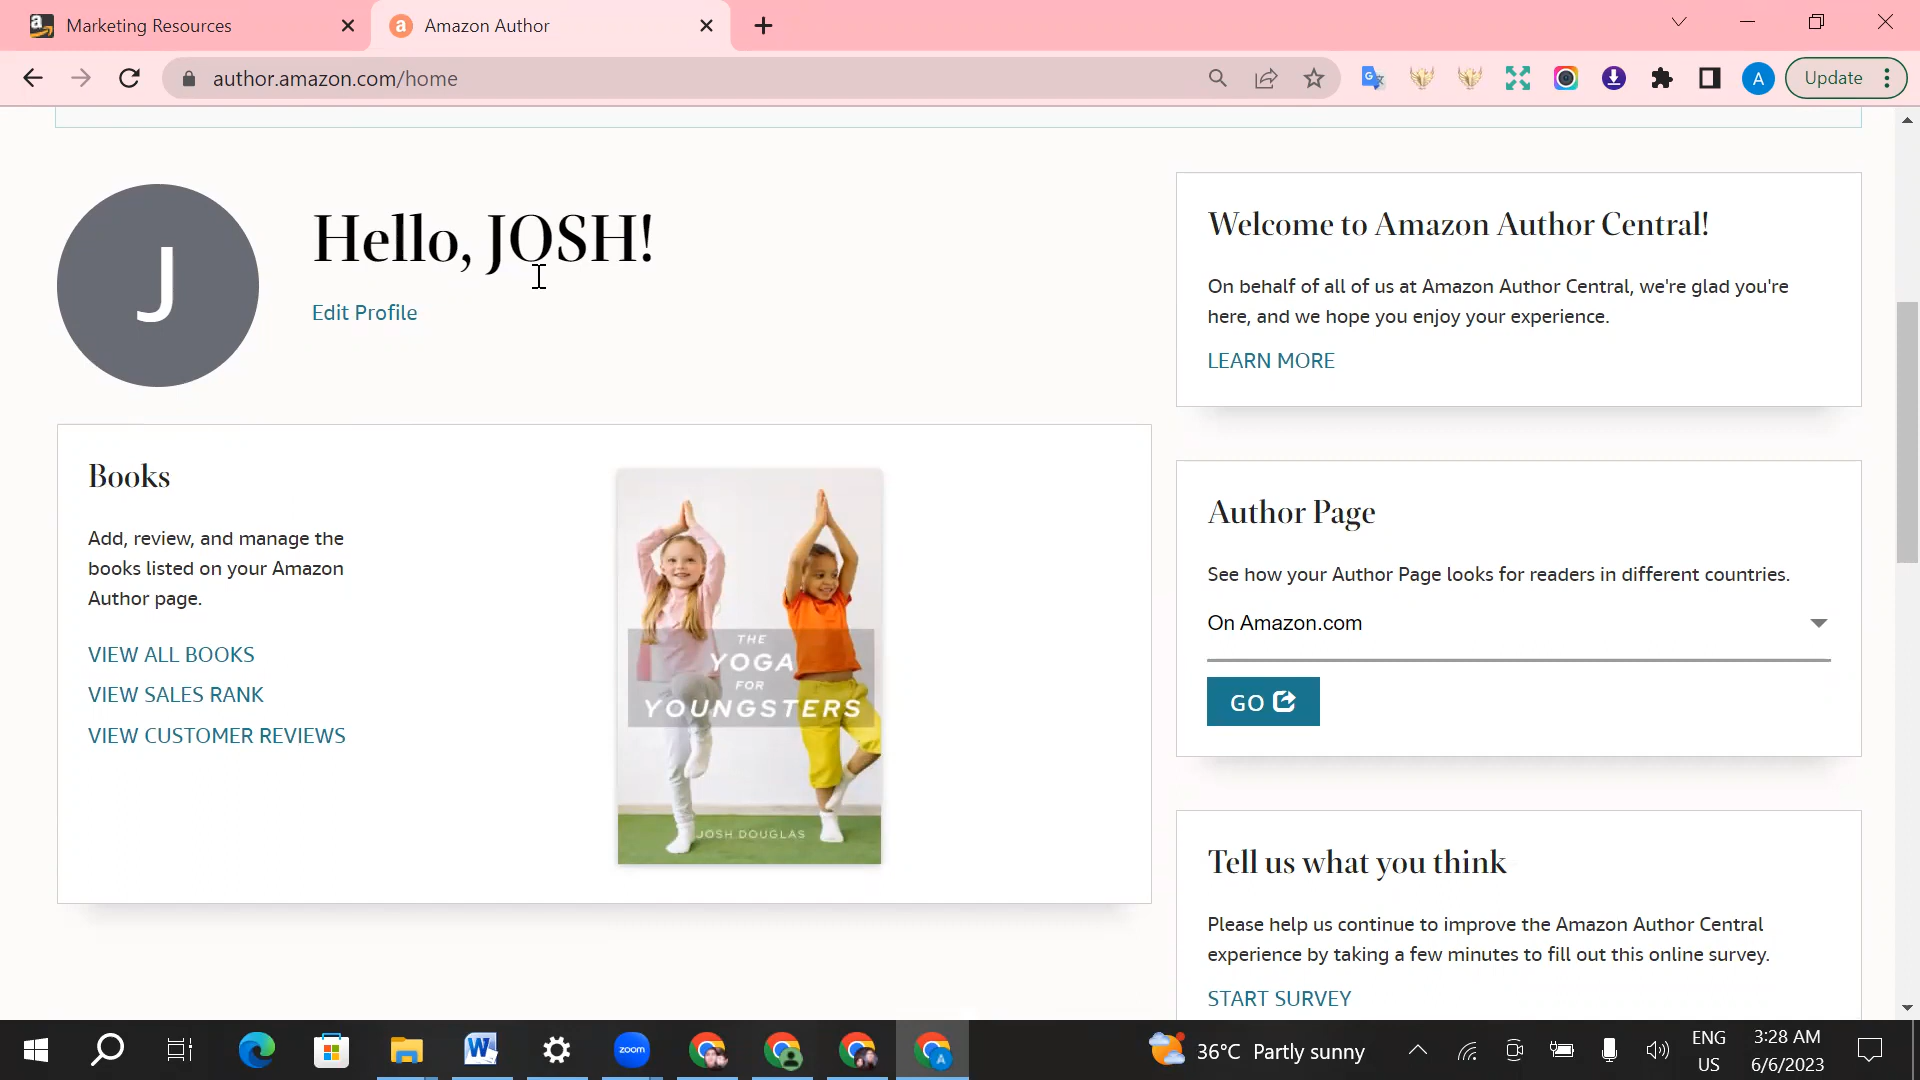 Marketing Resources
Amazon Author
author.amazon.com/home
A
Update
J
Hello, JOSH!
Edit Profile
Books
Add, review, and manage the
books listed on your Amazon
Author page.
VIEW ALL BOOKS
VIEW SALES RANK
VIEW CUSTOMER REVIEWS
THE
YOGA
FOR
YOUNGSTERS
JOSH DOUGLAS
Welcome to Amazon Author Central!
On behalf of all of us at Amazon Author Central, we're glad you're
here, and we hope you enjoy your experience.
LEARN MORE
Author Page
See how your Author Page looks for readers in different countries.
On Amazon.com
GO
Tell us what you think
Please help us continue to improve the Amazon Author Central
experience by taking a few minutes to fill out this online survey.
START SURVEY
zoom
A
36°C Partly sunny
ENG
US
3:28 AM
6/6/2023